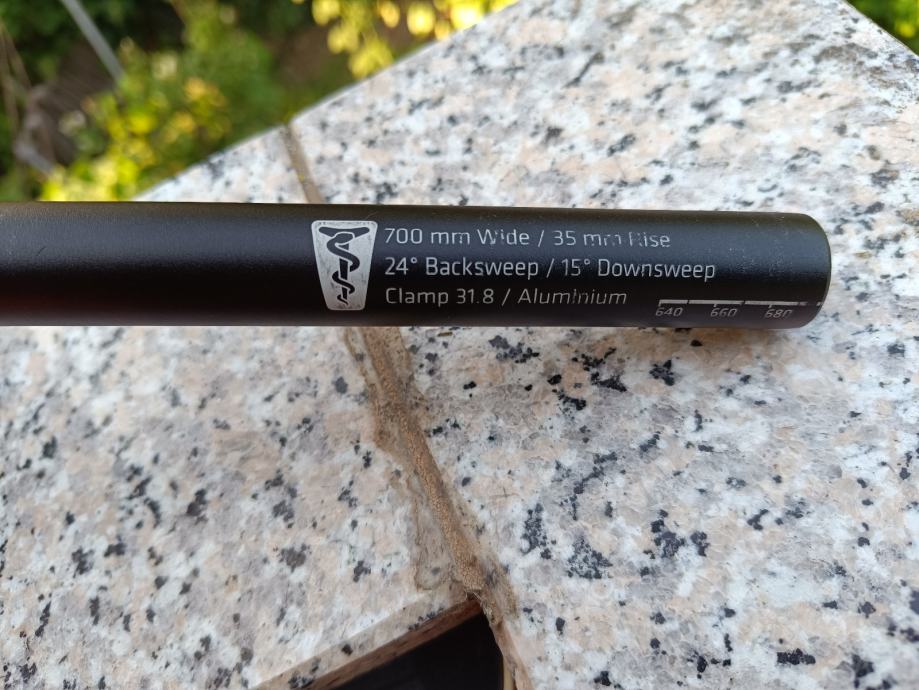 700 mm Wide / 35 mm Rise
24° Backsweep / 15° Downsweep
Clamp 31.8 / Aluminium
640 660 680